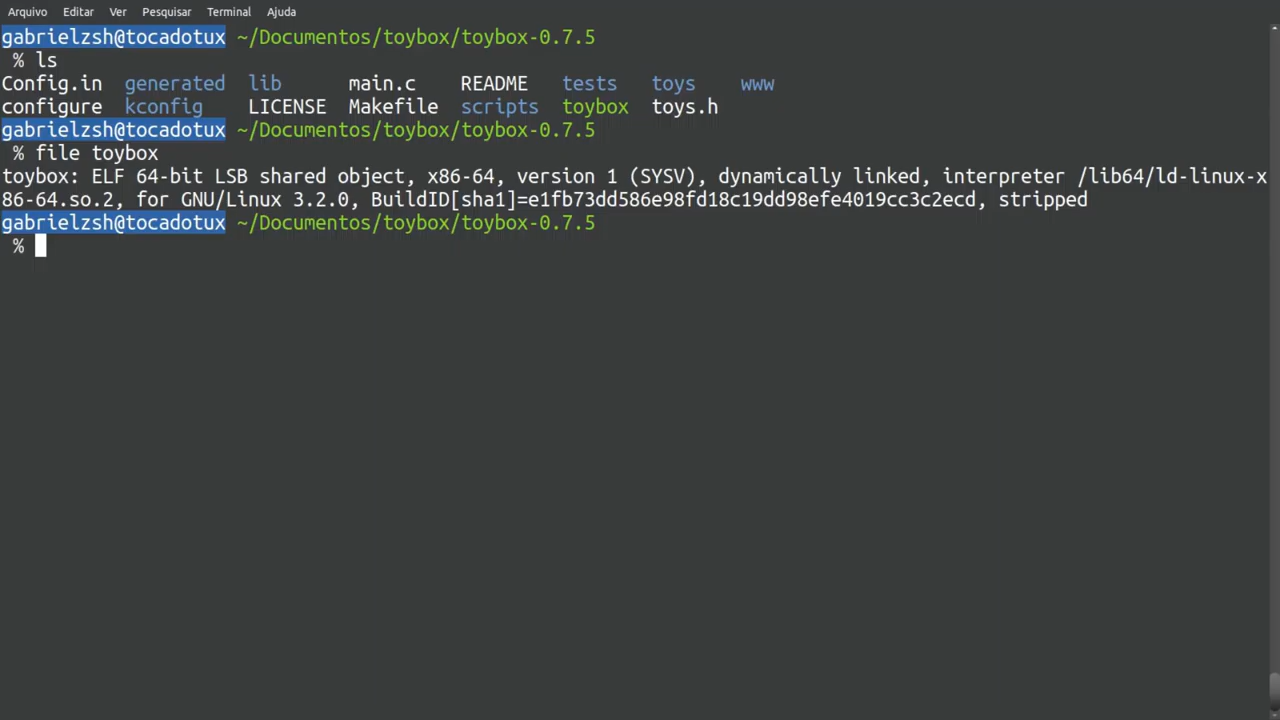 Arquivo Editar Ver Pesquisar Terminal Ajuda
gabrielzsh@tocadotux ~/Documentos/toybox/toybox-0.7.5
% ls
Config.in generated lib main.c README tests toys www
configure kconfig LICENSE Makefile scripts toybox toys.h
gabrielzsh@tocadotux ~/Documentos/toybox/toybox-0.7.5
% file toybox
toybox: ELF 64-bit LSB shared object, x86-64, version 1 (SYSV), dynamically linked, interpreter /lib64/ld-linux-x
86-64.so.2, for GNU/Linux 3.2.0, BuildID[sha1]=e1fb73dd586e98fd18c19dd98efe4019cc3c2ecd, stripped
gabrielzsh@tocadotux ~/Documentos/toybox/toybox-0.7.5
%